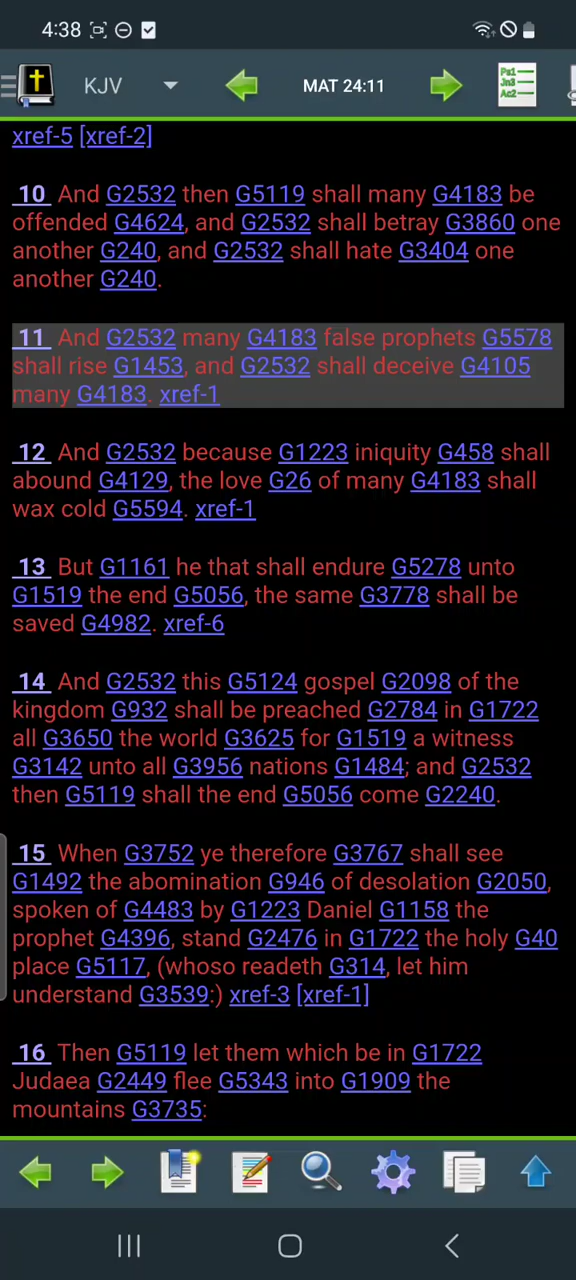 4:38
KJV MAT 24:11 Ps1 Jn3 Ac2
xref-5 [xref-2]
10 And G2532 then G5119 shall many G4183 be
offended G4624, and G2532 shall betray G3860 one
another G240, and G2532 shall hate G3404 one
another G240.
11 And G2532 many G4183 false prophets G5578
shall rise G1453, and G2532 shall deceive G4105
many G4183. xref-1
12 And G2532 because G1223 iniquity G458 shall
abound G4129, the love G26 of many G4183 shall
wax cold G5594. xref-1
13 But G1161 he that shall endure G5278 unto
G1519 the end G5056, the same G3778 shall be
saved G4982. xref-6
14 And G2532 this G5124 gospel G2098 of the
kingdom G932 shall be preached G2784 in G1722
all G3650 the world G3625 for G1519 a witness
G3142 unto all G3956 nations G1484; and G2532
then G5119 shall the end G5056 come G2240.
15 When G3752 ye therefore G3767 shall see
G1492 the abomination G946 of desolation G2050,
spoken of G4483 by G1223 Daniel G1158 the
prophet G4396, stand G2476 in G1722 the holy G40
place G5117, (whoso readeth G314, let him
understand G3539:) xref-3 [xref-1]
16 Then G5119 let them which be in G1722
Judaea G2449 flee G5343 into G1909 the
mountains G3735: